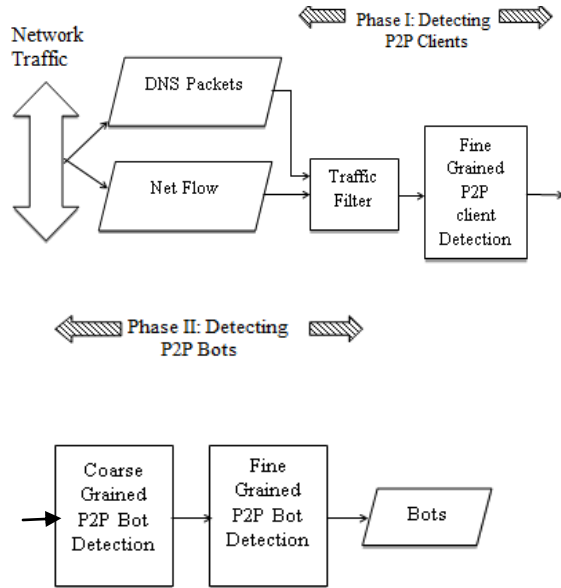 Network
Traffic
Phase I: Detecting
P2P Clients
DNS Packets
Net Flow
Traffic
Filter
Fine
Grained
P2P
client
Detection
Phase II: Detecting
P2P Bots
Coarse
Grained
P2P Bot
Detection
Fine
Grained
P2P Bot
Detection
Bots